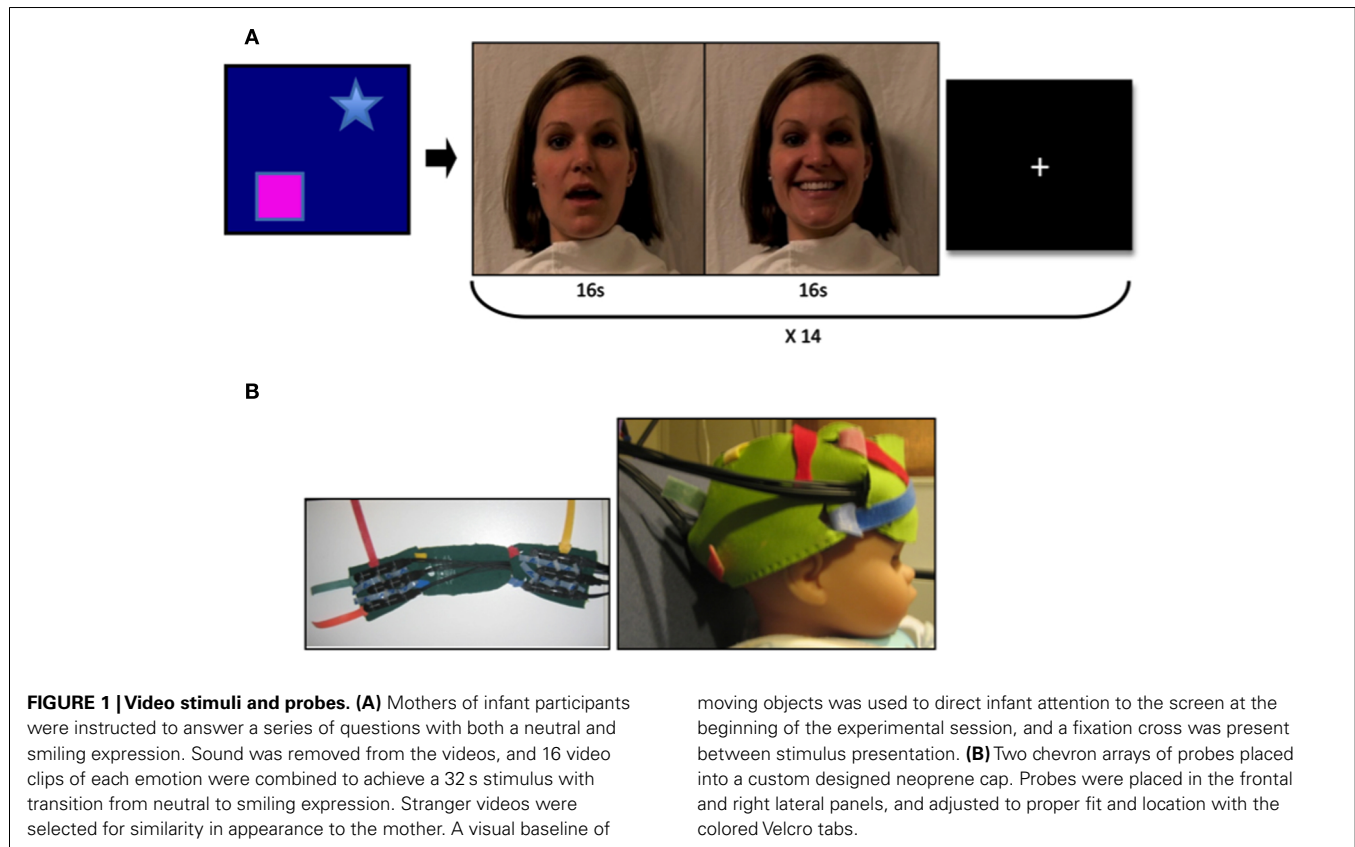 A
16s
16s
X 14
B
FIGURE 1 | Video stimuli and probes. (A) Mothers of infant participants
were instructed to answer a series of questions with both a neutral and
smiling expression. Sound was removed from the videos, and 16 video
clips of each emotion were combined to achieve a 32 s stimulus with
transition from neutral to smiling expression. Stranger videos were
selected for similarity in appearance to the mother. A visual baseline of
moving objects was used to direct infant attention to the screen at the
beginning of the experimental session, and a fixation cross was present
between stimulus presentation. (B) Two chevron arrays of probes placed
into a custom designed neoprene cap. Probes were placed in the frontal
and right lateral panels, and adjusted to proper fit and location with the
colored Velcro tabs.